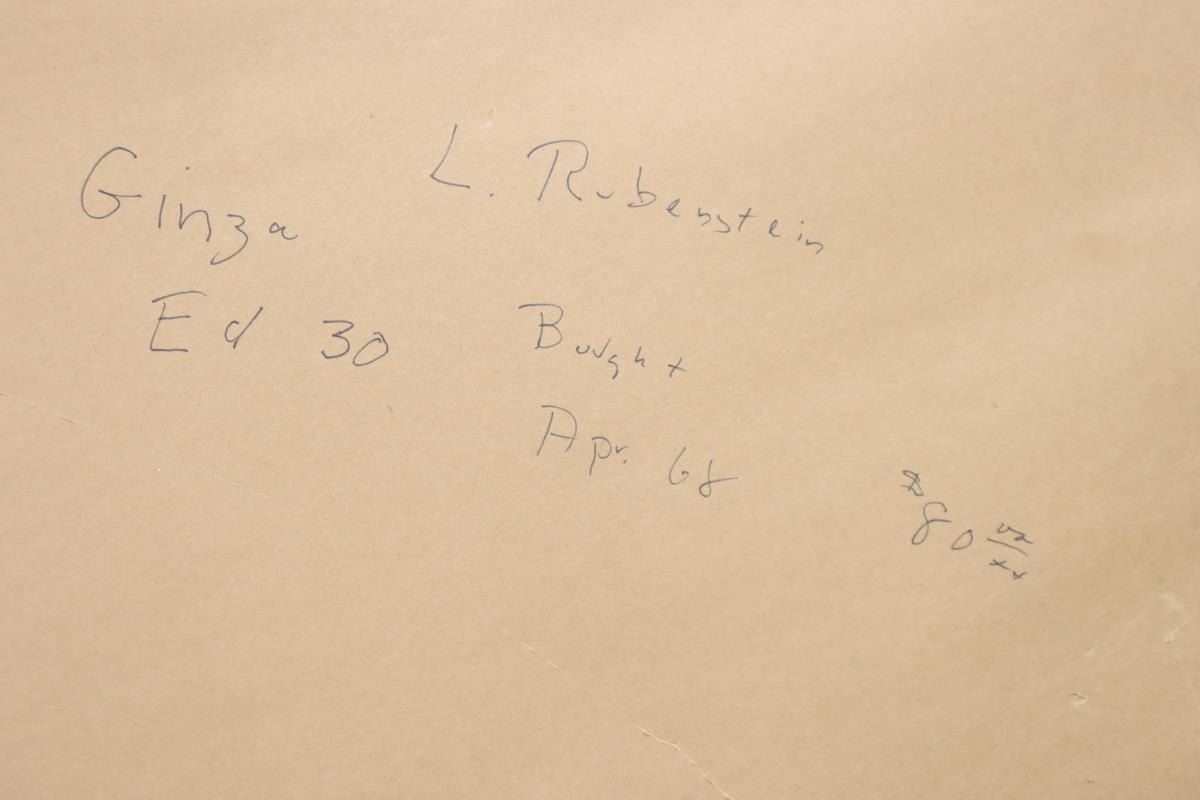 Ginza L. Rubenstein
Ed 30 Bought
Apr. 68
$80